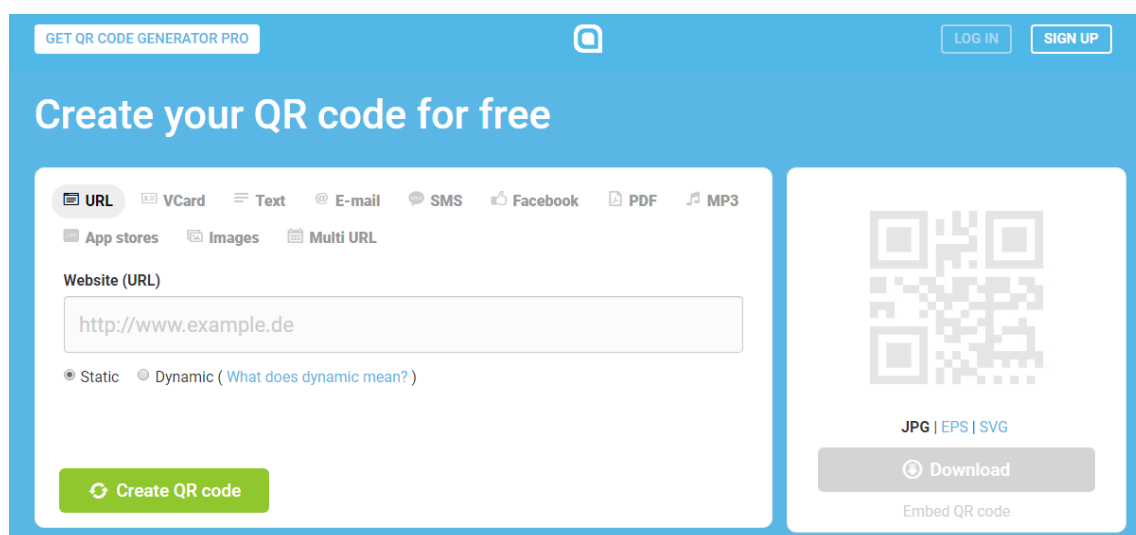 GET QR CODE GENERATOR PRO
LOG IN
SIGN UP
Create your QR code for free
URL VCard Text E-mail SMS Facebook PDF MP3
App stores Images Multi URL
Website (URL)
http://www.example.de
Static Dynamic ( What does dynamic mean? )
Create QR code
JPG | EPS | SVG
Download
Embed QR code